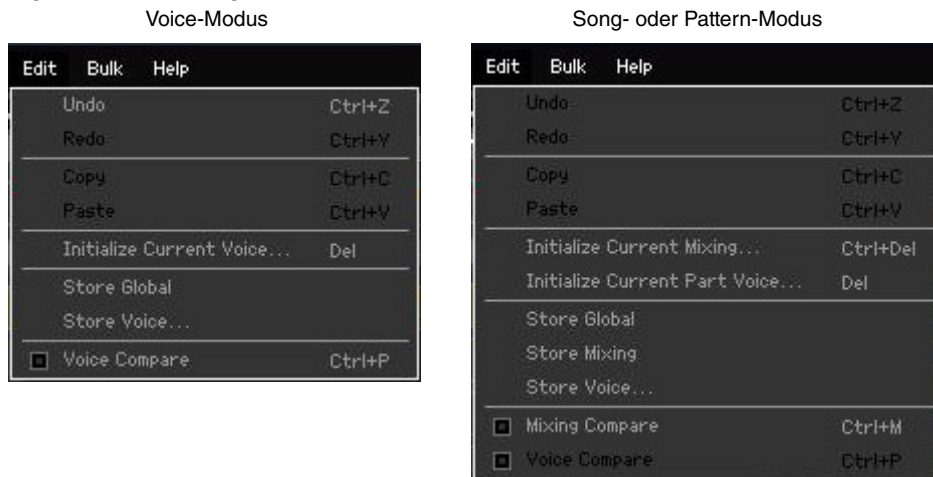 Voice-Modus
Edit Bulk Help
Undo Ctrl+Z
Redo Ctrl+Y
Copy Ctrl+C
Paste Ctrl+V
Initialize Current Voice... Del
Store Global
Store Voice...
Voice Compare Ctrl+P
Song- oder Pattern-Modus
Edit Bulk Help
Undo Ctrl+Z
Redo Ctrl+Y
Copy Ctrl+C
Paste Ctrl+V
Initialize Current Mixing... Ctrl+Del
Initialize Current Part Voice... Del
Store Global
Store Mixing
Store Voice...
Mixing Compare Ctrl+M
Voice Compare Ctrl+P